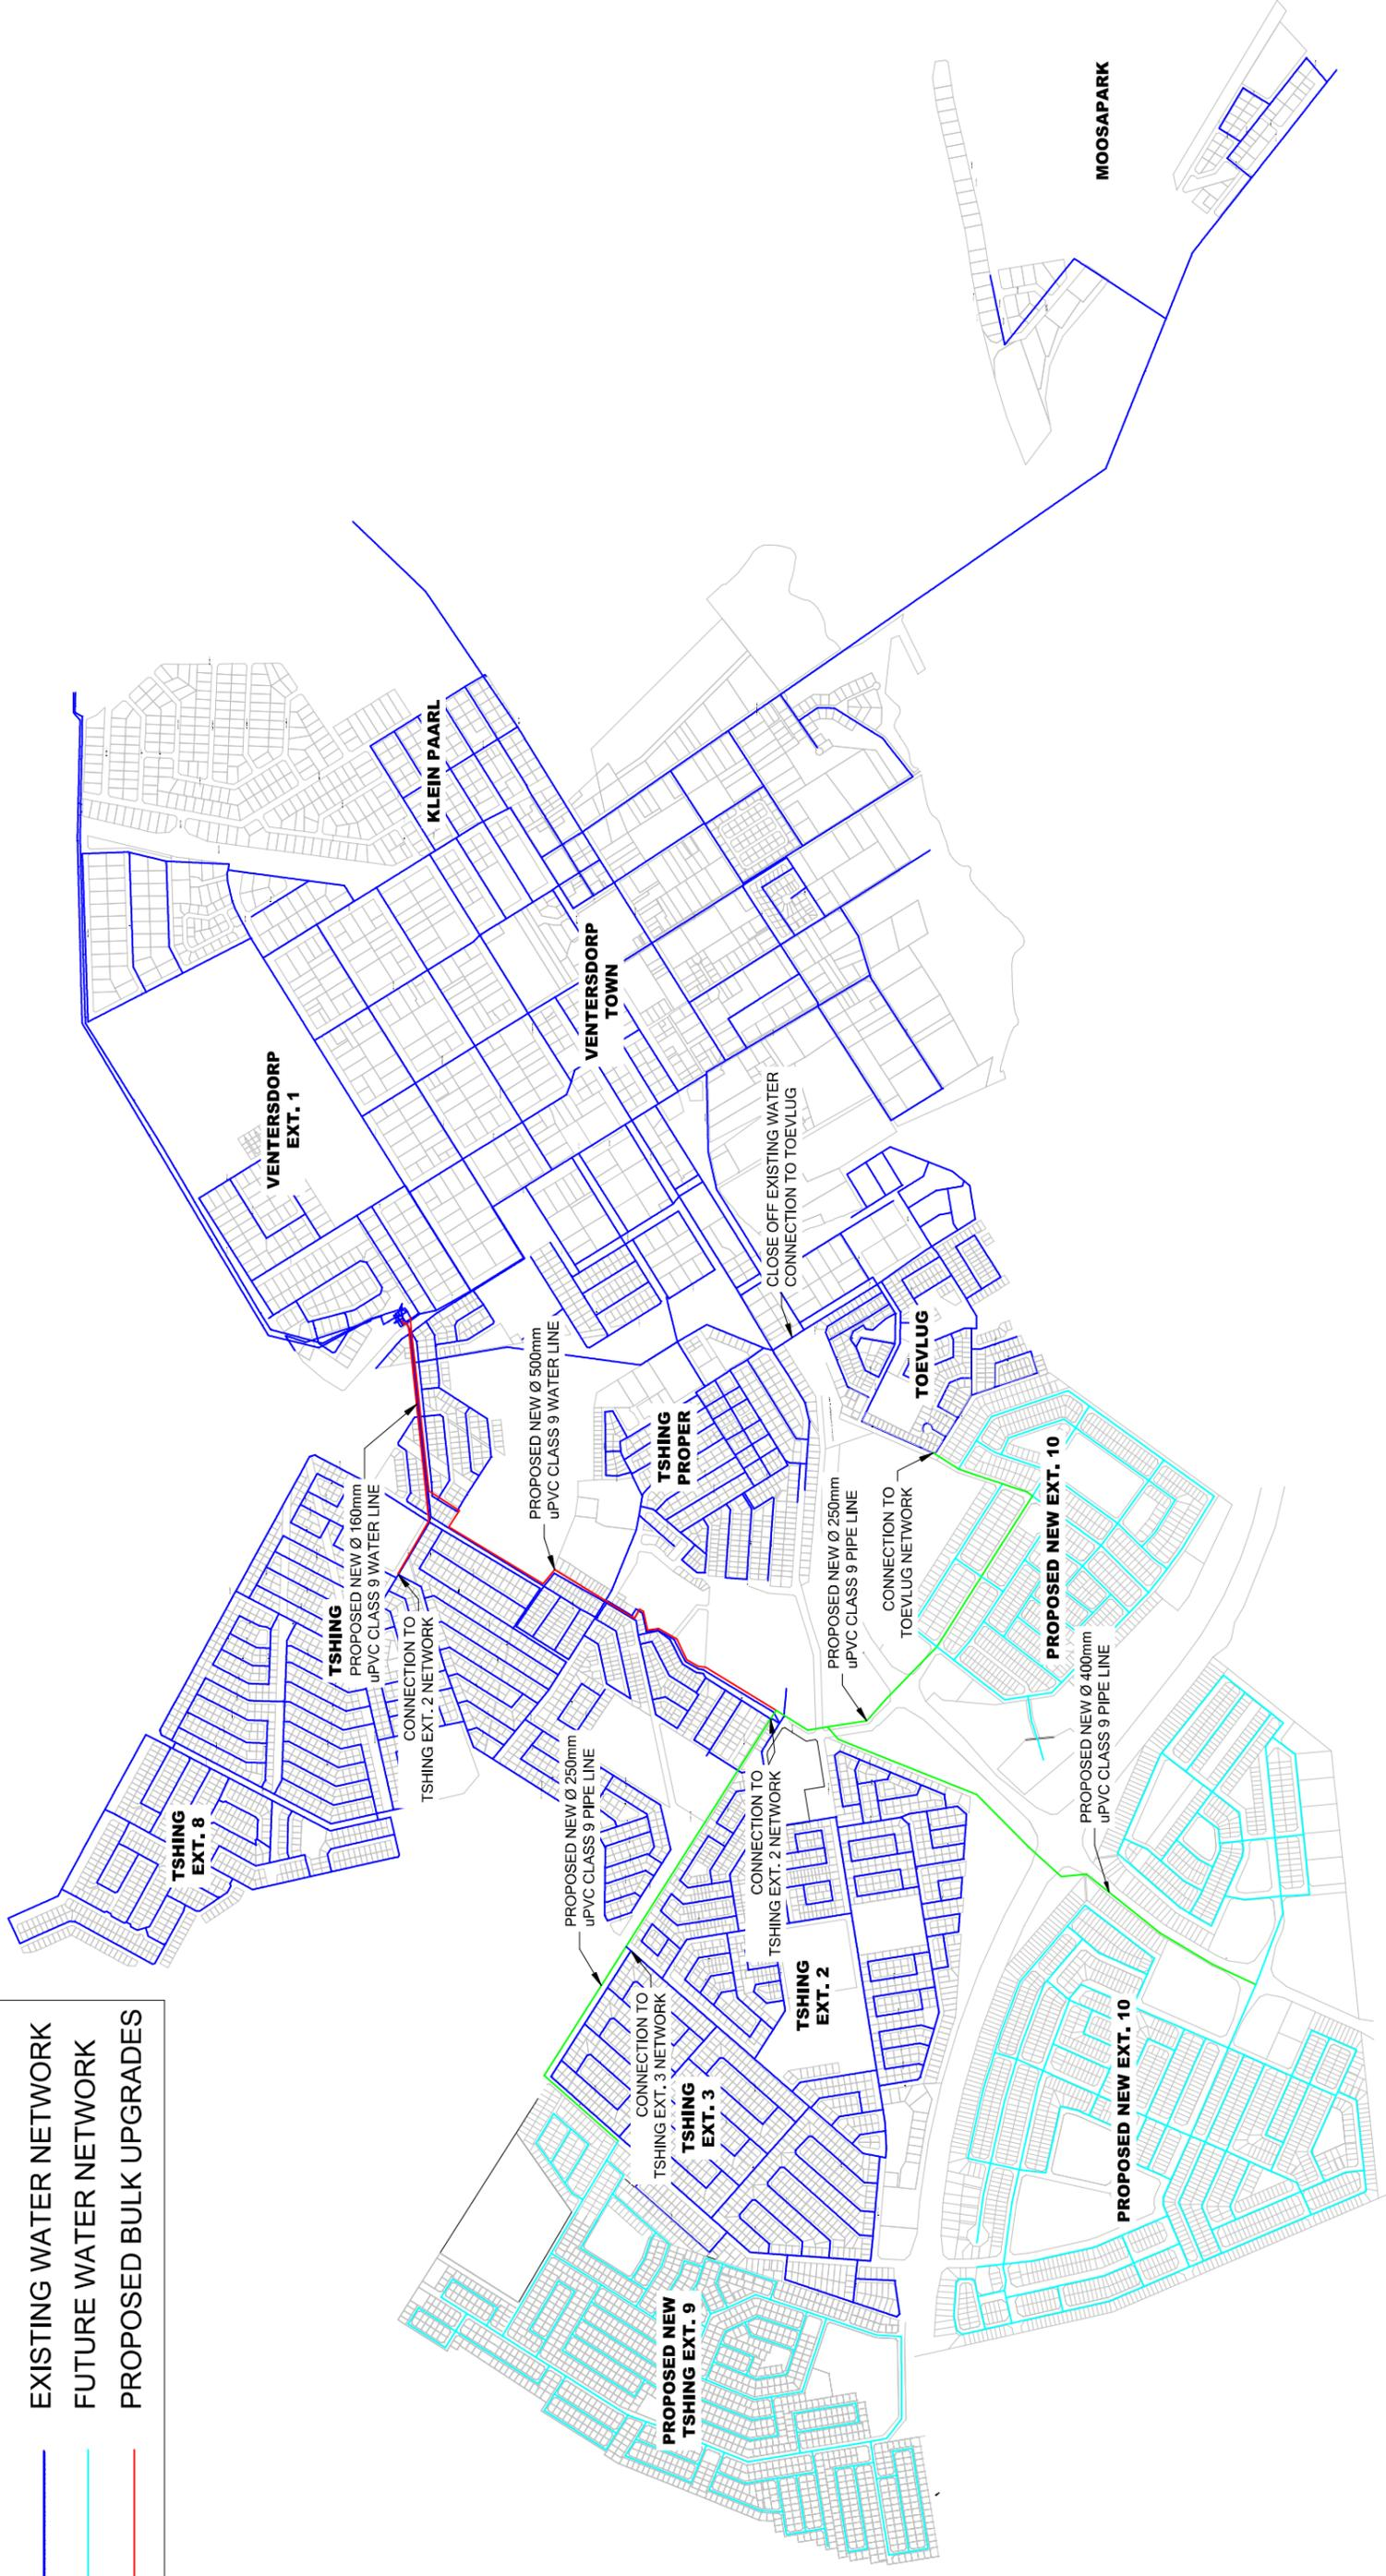 EXISTING WATER NETWORK
FUTURE WATER NETWORK
PROPOSED BULK UPGRADES
MOOSAPARK
KLEIN PAARL
VENTERSDORP
TOWN
VENTERSDORP
EXT. 1
CLOSE OFF EXISTING WATER
CONNECTION TO TOEVLUG
TOEVLUG
PROPOSED NEW Ø 500mm
uPVC CLASS 9 WATER LINE
TSHING
PROPER
TSHING
PROPOSED NEW Ø 160mm
uPVC CLASS 9 WATER LINE
CONNECTION TO
TSHING EXT. 2 NETWORK
PROPOSED NEW Ø 250mm
uPVC CLASS 9 PIPE LINE
CONNECTION TO
TOEVLUG NETWORK
PROPOSED NEW EXT. 10
PROPOSED NEW Ø 400mm
uPVC CLASS 9 PIPE LINE
TSHING
EXT. 8
PROPOSED NEW Ø 250mm
uPVC CLASS 9 PIPE LINE
CONNECTION TO
TSHING EXT. 2 NETWORK
TSHING
EXT. 2
CONNECTION TO
TSHING EXT. 3 NETWORK
TSHING
EXT. 3
PROPOSED NEW EXT. 10
PROPOSED NEW
TSHING EXT. 9